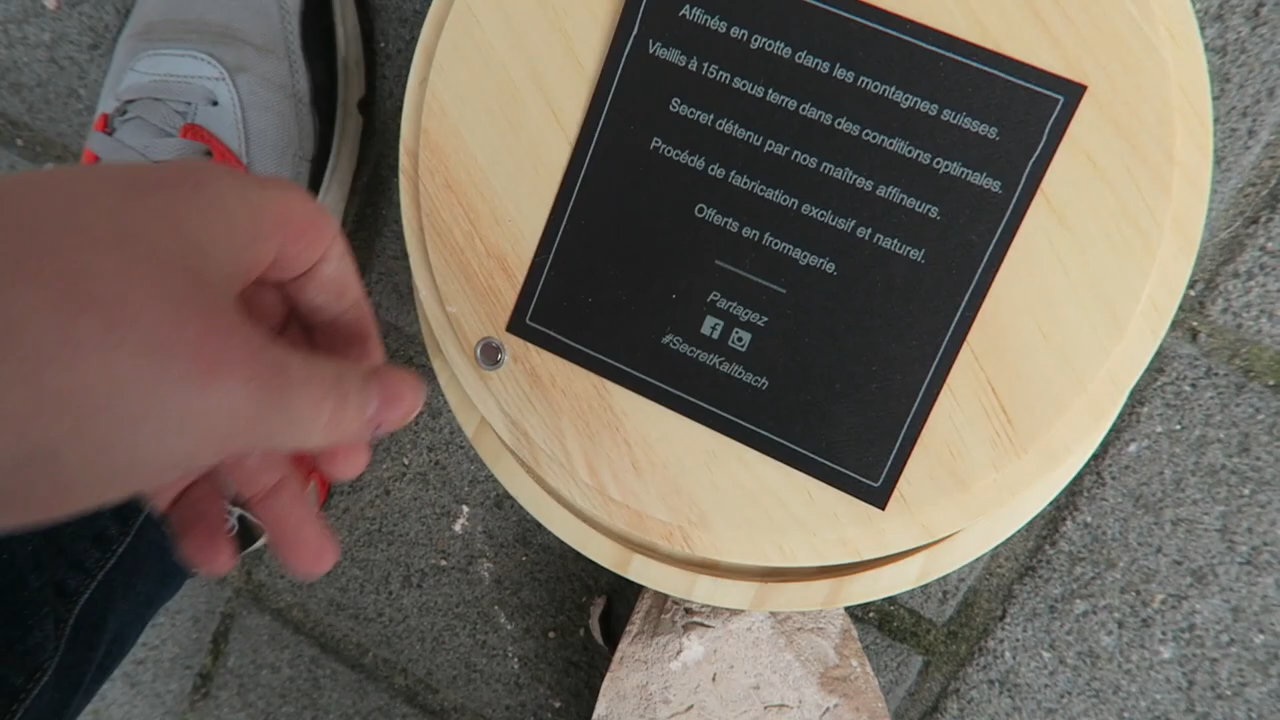 Affinés en grotte dans les montagnes suisses.
Vieillis à 15m sous terre dans des conditions optimales.
Secret détenu par nos maîtres affineurs.
Procédé de fabrication exclusif et naturel.
Offerts en fromagerie.
Partagez
#SecretKaltbach